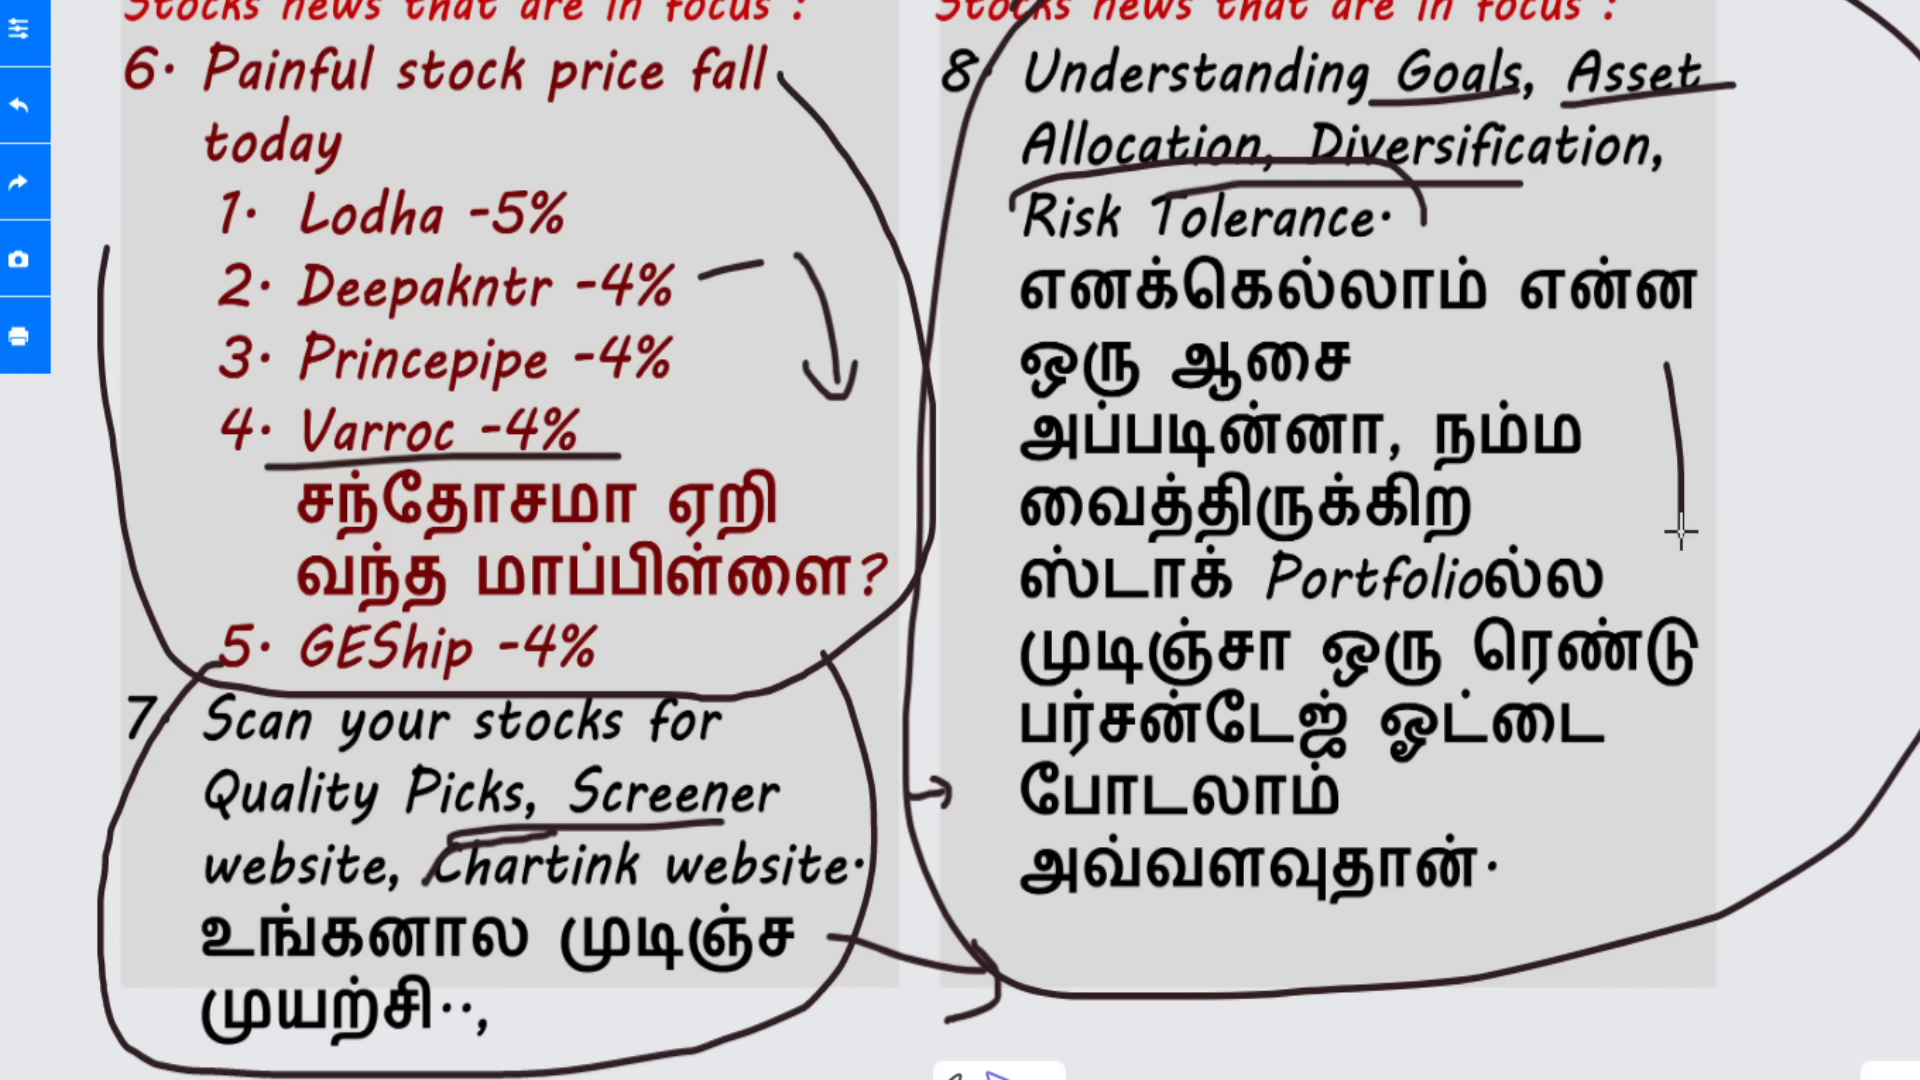 Stocks news that are in focus :
6. Painful stock price fall
today
1. Lodha -5%
2. Deepakntr -4%
3. Princepipe -4%
4. Varroc -4%
சந்தோசமா ஏறி
வந்த மாப்பிள்ளை?
5. GEShip -4%
7. Scan your stocks for
Quality Picks, Screener
website, Chartink website.
உங்கனால முடிஞ்ச
முயற்சி..,
Stocks news that are in focus :
8. Understanding Goals, Asset
Allocation, Diversification,
Risk Tolerance.
எனக்கெல்லாம் என்ன
ஒரு ஆசை
அப்படின்னா, நம்ம
வைத்திருக்கிற
ஸ்டாக் Portfolioல்ல
முடிஞ்சா ஒரு ரெண்டு
பர்சன்டேஜ் ஓட்டை
போடலாம்
அவ்வளவுதான்.